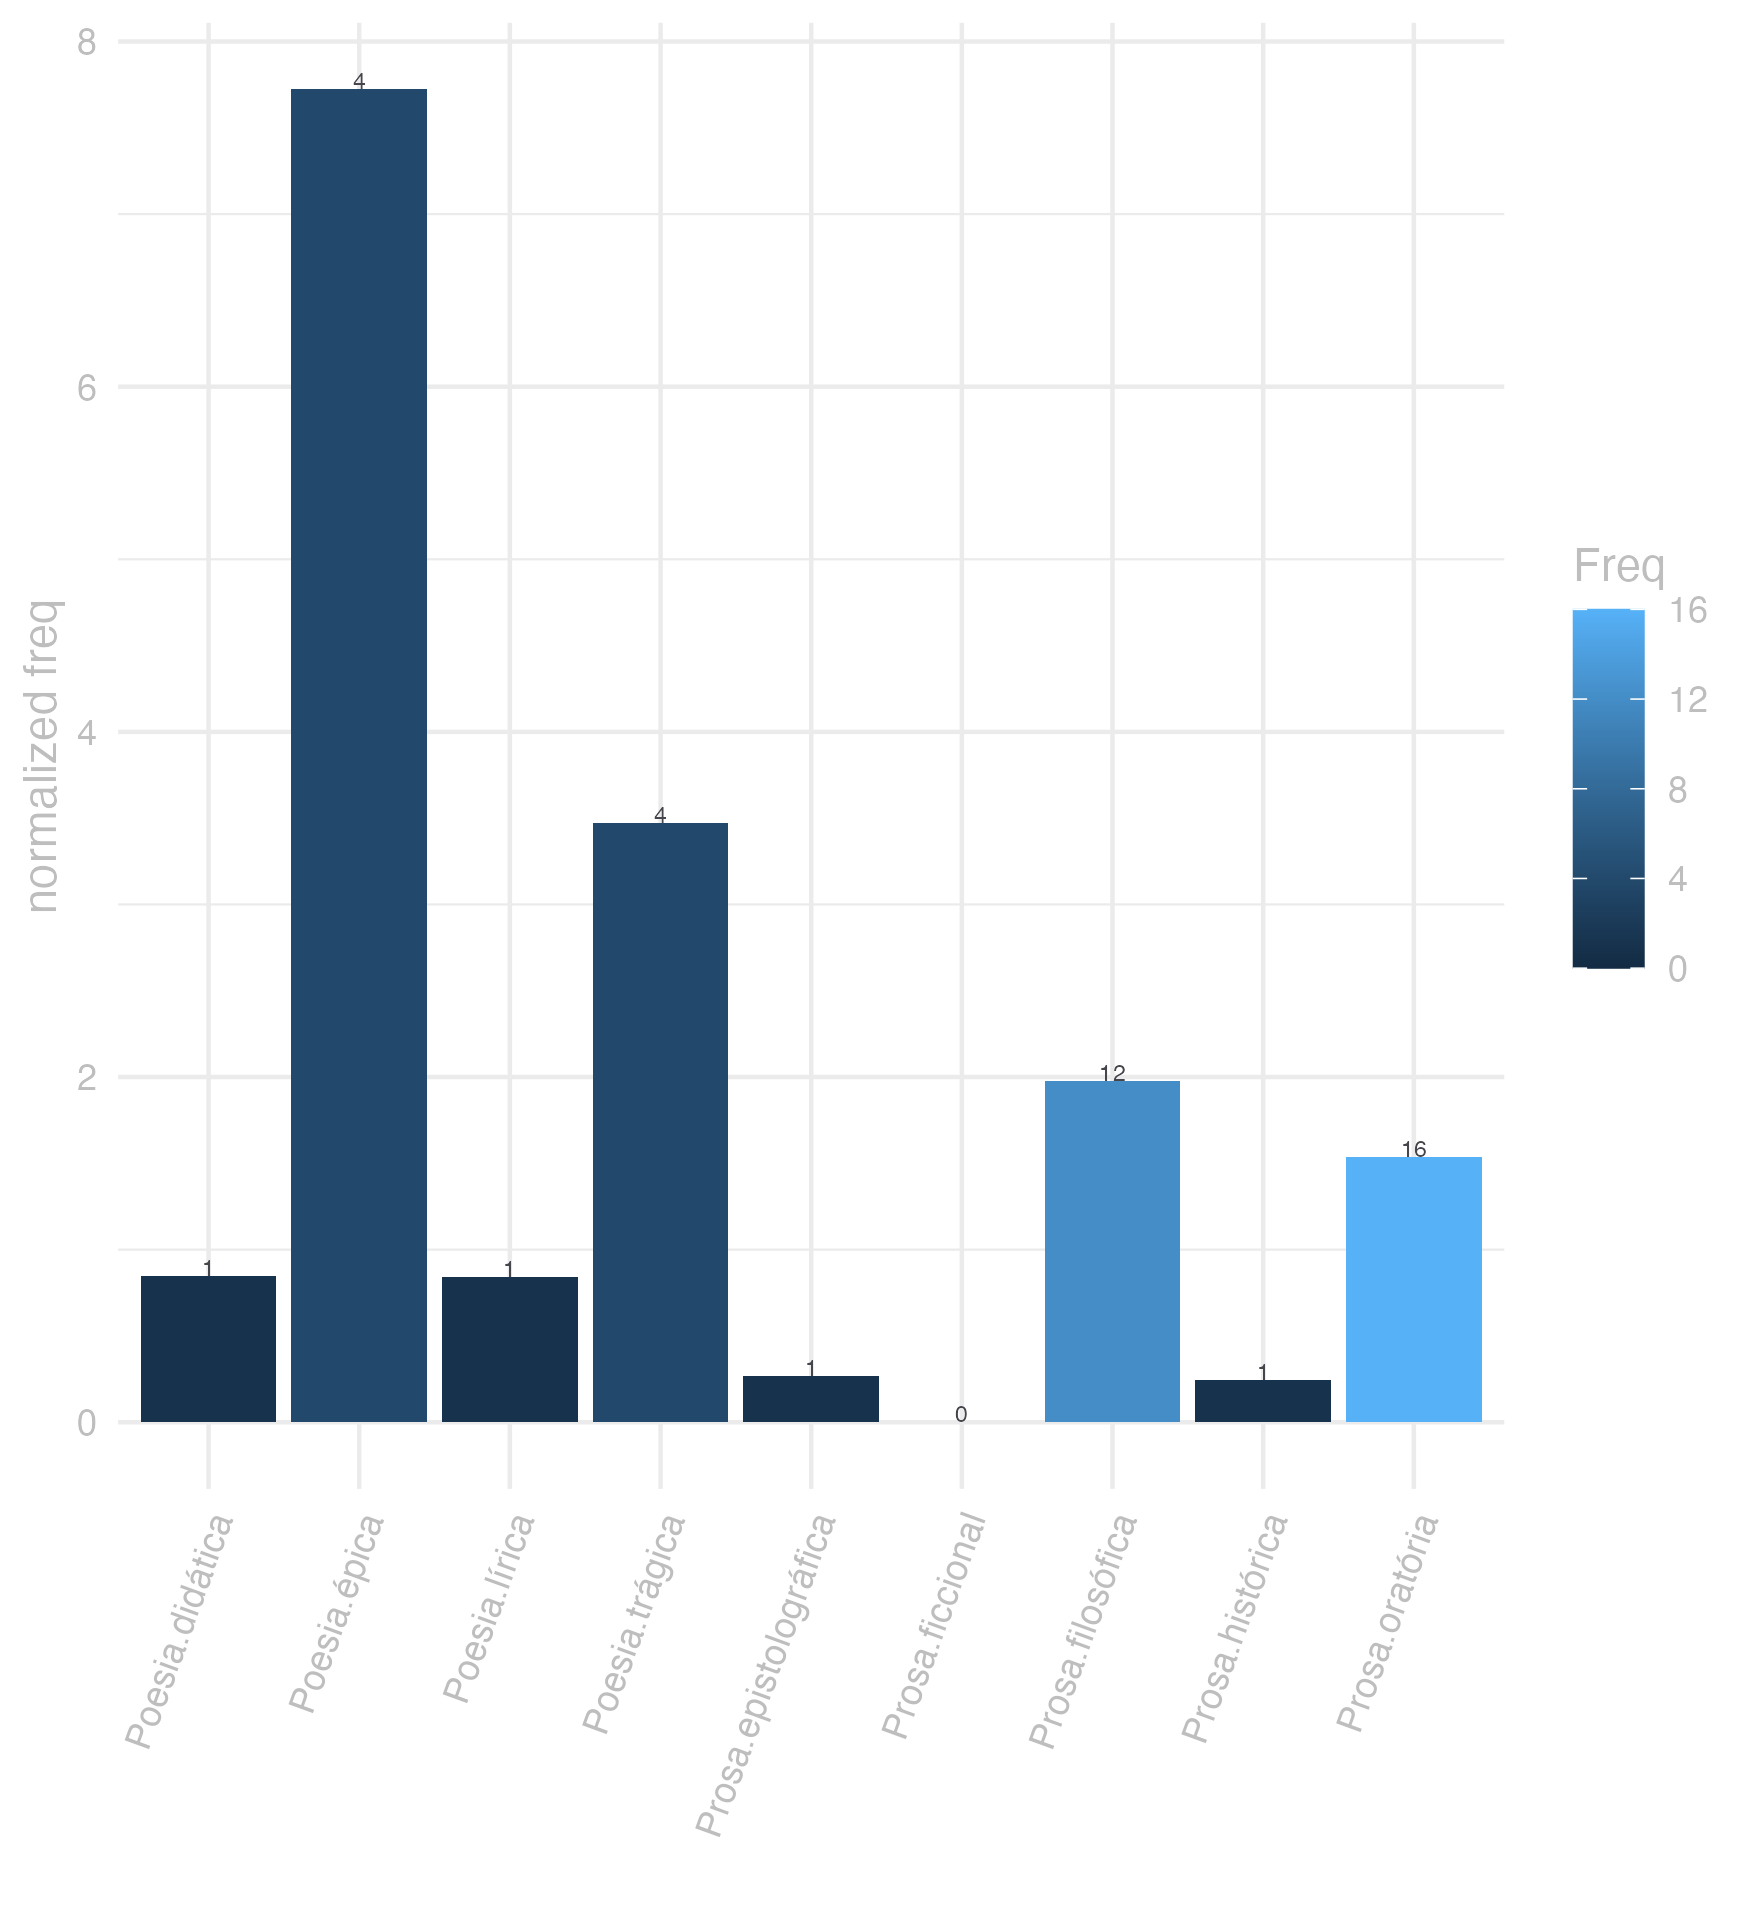 8
6
4
2
0
normalized freq
4
4
12
16
1
1
1
0
1
Poesia.didática
Poesia.épica
Poesia.lírica
Poesia.trágica
Prosa.epistolográfica
Prosa.ficcional
Prosa.filosófica
Prosa.histórica
Prosa.oratória
Freq
16
12
8
4
0